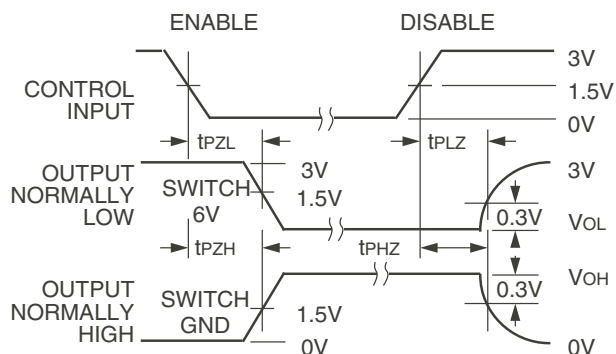 ENABLE DISABLE
3V
CONTROL
INPUT
1.5V
0V
tPZL tPLZ
OUTPUT
NORMALLY
LOW
SWITCH
6V
3V
1.5V
3V
0.3V
VOL
tPZH tPHZ
VOH
0.3V
OUTPUT
NORMALLY
HIGH
SWITCH
GND
1.5V
0V
0V